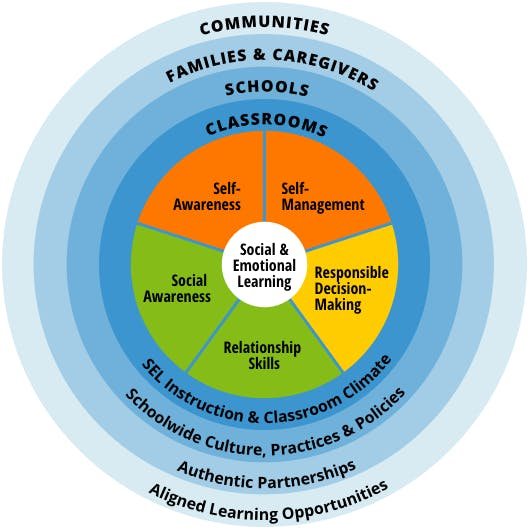 COMMUNITIES
FAMILIES & CAREGIVERS
SCHOOLS
CLASSROOMS
Self-
Awareness
Self-
Management
Social &
Emotional
Learning
Social
Awareness
Responsible
Decision-
Making
Relationship
Skills
SEL Instruction & Classroom Climate
Schoolwide Culture, Practices & Policies
Authentic Partnerships
Aligned Learning Opportunities